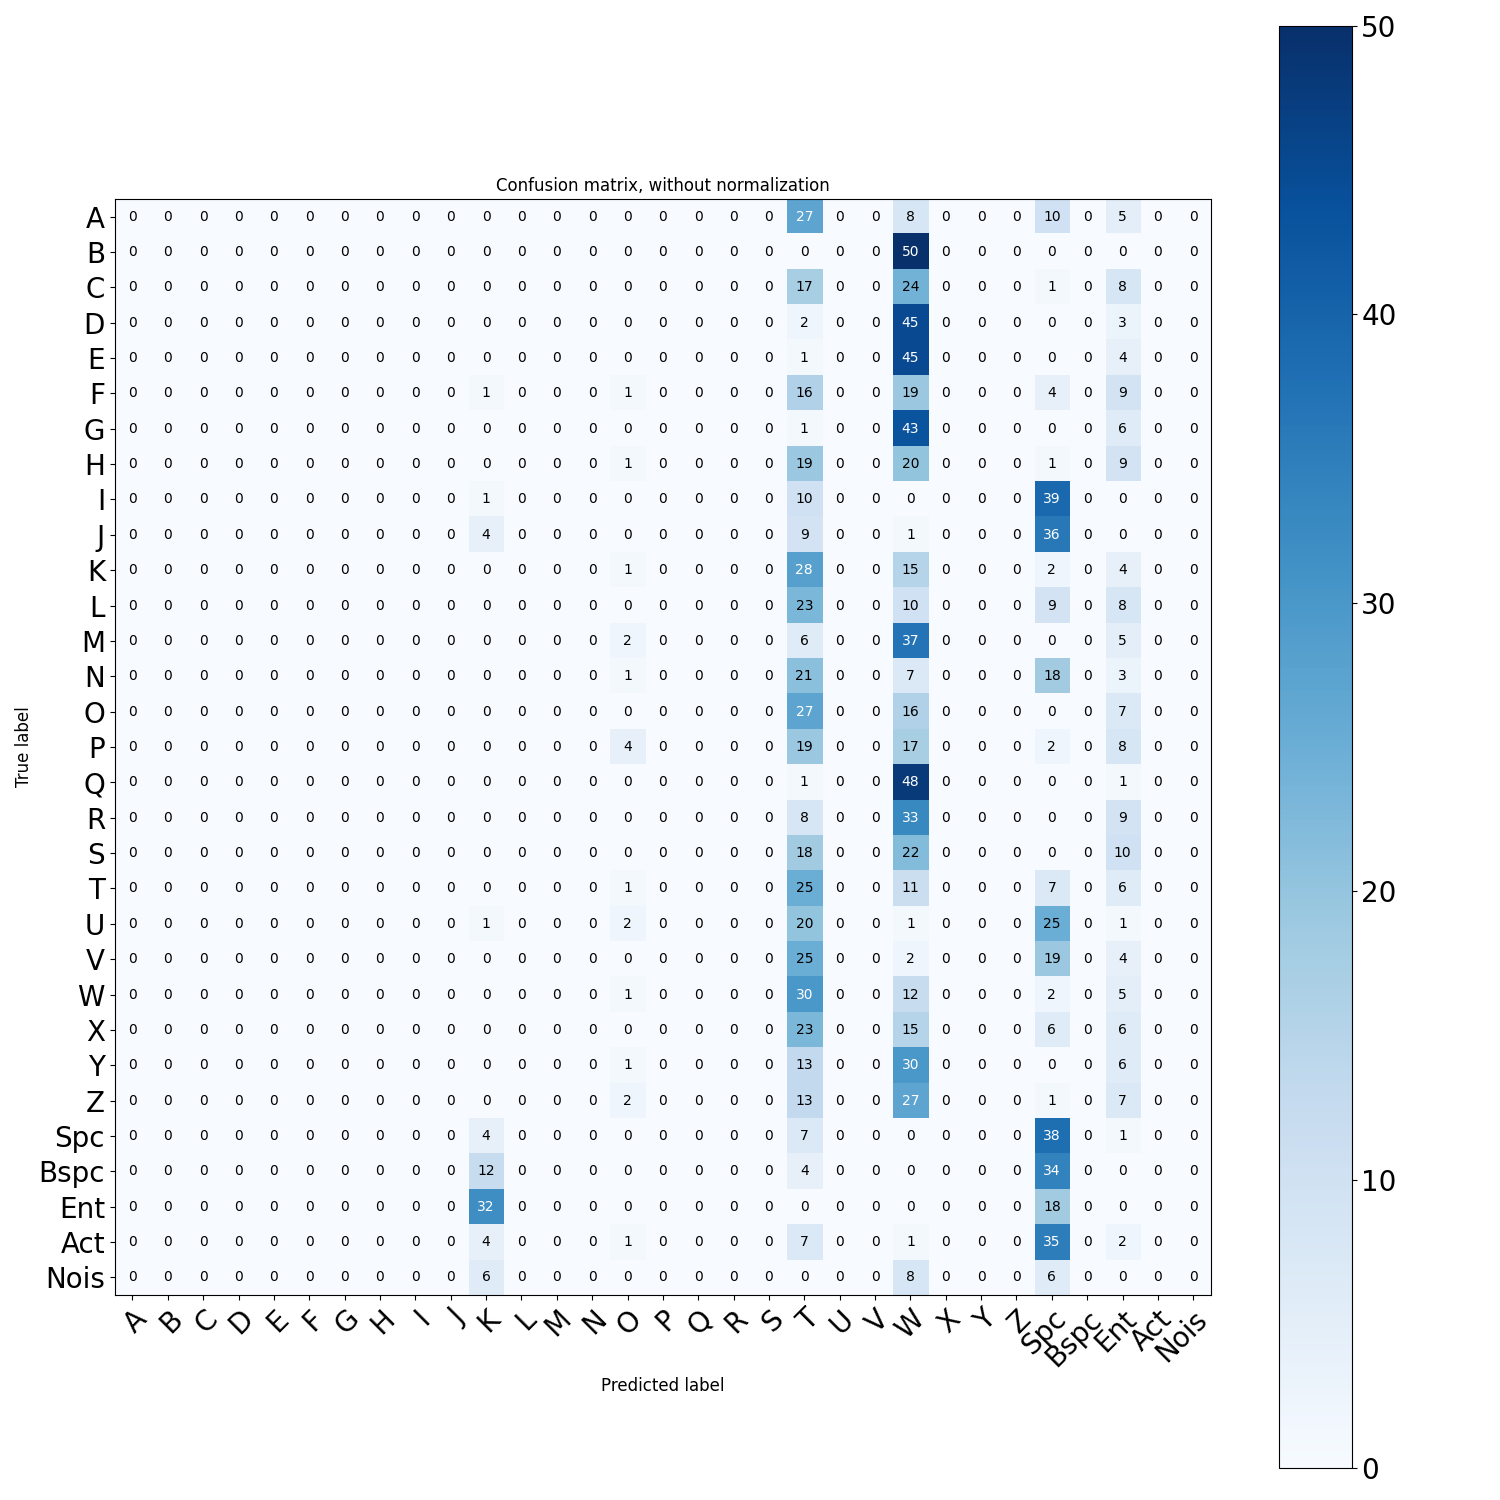 Confusion matrix, without normalization
A 0 0 0 0 0 0 0 0 0 0 0 0 0 0 0 0 0 0 0 27 0 0 8 0 0 0 10 0 5 0 0
B 0 0 0 0 0 0 0 0 0 0 0 0 0 0 0 0 0 0 0 0 0 0 50 0 0 0 0 0 0 0 0
C 0 0 0 0 0 0 0 0 0 0 0 0 0 0 0 0 0 0 0 17 0 0 24 0 0 0 1 0 8 0 0
D 0 0 0 0 0 0 0 0 0 0 0 0 0 0 0 0 0 0 0 2 0 0 45 0 0 0 0 0 3 0 0
E 0 0 0 0 0 0 0 0 0 0 0 0 0 0 0 0 0 0 0 1 0 0 45 0 0 0 0 0 4 0 0
F 0 0 0 0 0 0 0 0 0 0 1 0 0 0 1 0 0 0 0 16 0 0 19 0 0 0 4 0 9 0 0
G 0 0 0 0 0 0 0 0 0 0 0 0 0 0 0 0 0 0 0 1 0 0 43 0 0 0 0 0 6 0 0
H 0 0 0 0 0 0 0 0 0 0 0 0 0 0 1 0 0 0 0 19 0 0 20 0 0 0 1 0 9 0 0
I 0 0 0 0 0 0 0 0 0 0 1 0 0 0 0 0 0 0 0 10 0 0 0 0 0 0 39 0 0 0 0
J 0 0 0 0 0 0 0 0 0 0 4 0 0 0 0 0 0 0 0 9 0 0 1 0 0 0 36 0 0 0 0
K 0 0 0 0 0 0 0 0 0 0 0 0 0 0 1 0 0 0 0 28 0 0 15 0 0 0 2 0 4 0 0
L 0 0 0 0 0 0 0 0 0 0 0 0 0 0 0 0 0 0 0 23 0 0 10 0 0 0 9 0 8 0 0
M 0 0 0 0 0 0 0 0 0 0 0 0 0 0 2 0 0 0 0 6 0 0 37 0 0 0 0 0 5 0 0
N 0 0 0 0 0 0 0 0 0 0 0 0 0 0 1 0 0 0 0 21 0 0 7 0 0 0 18 0 3 0 0
O 0 0 0 0 0 0 0 0 0 0 0 0 0 0 0 0 0 0 0 27 0 0 16 0 0 0 0 0 7 0 0
P 0 0 0 0 0 0 0 0 0 0 0 0 0 0 4 0 0 0 0 19 0 0 17 0 0 0 2 0 8 0 0
Q 0 0 0 0 0 0 0 0 0 0 0 0 0 0 0 0 0 0 0 1 0 0 48 0 0 0 0 0 1 0 0
R 0 0 0 0 0 0 0 0 0 0 0 0 0 0 0 0 0 0 0 8 0 0 33 0 0 0 0 0 9 0 0
S 0 0 0 0 0 0 0 0 0 0 0 0 0 0 0 0 0 0 0 18 0 0 22 0 0 0 0 0 10 0 0
T 0 0 0 0 0 0 0 0 0 0 0 0 0 0 1 0 0 0 0 25 0 0 11 0 0 0 7 0 6 0 0
U 0 0 0 0 0 0 0 0 0 0 1 0 0 0 2 0 0 0 0 20 0 0 1 0 0 0 25 0 1 0 0
V 0 0 0 0 0 0 0 0 0 0 0 0 0 0 0 0 0 0 0 25 0 0 2 0 0 0 19 0 4 0 0
W 0 0 0 0 0 0 0 0 0 0 0 0 0 0 1 0 0 0 0 30 0 0 12 0 0 0 2 0 5 0 0
X 0 0 0 0 0 0 0 0 0 0 0 0 0 0 0 0 0 0 0 23 0 0 15 0 0 0 6 0 6 0 0
Y 0 0 0 0 0 0 0 0 0 0 0 0 0 0 1 0 0 0 0 13 0 0 30 0 0 0 0 0 6 0 0
Z 0 0 0 0 0 0 0 0 0 0 0 0 0 0 2 0 0 0 0 13 0 0 27 0 0 0 1 0 7 0 0
Spc 0 0 0 0 0 0 0 0 0 0 4 0 0 0 0 0 0 0 0 7 0 0 0 0 0 0 38 0 1 0 0
Bspc 0 0 0 0 0 0 0 0 0 0 12 0 0 0 0 0 0 0 0 4 0 0 0 0 0 0 34 0 0 0 0
Ent 0 0 0 0 0 0 0 0 0 0 32 0 0 0 0 0 0 0 0 0 0 0 0 0 0 0 18 0 0 0 0
Act 0 0 0 0 0 0 0 0 0 0 4 0 0 0 1 0 0 0 0 7 0 0 1 0 0 0 35 0 2 0 0
Nois 0 0 0 0 0 0 0 0 0 0 6 0 0 0 0 0 0 0 0 0 0 0 8 0 0 0 6 0 0 0 0
A B C D E F G H I J K L M N O P Q R S T U V W X Y Z Spc Bspc Ent Act Nois
Predicted label
True label
50
40
30
20
10
0